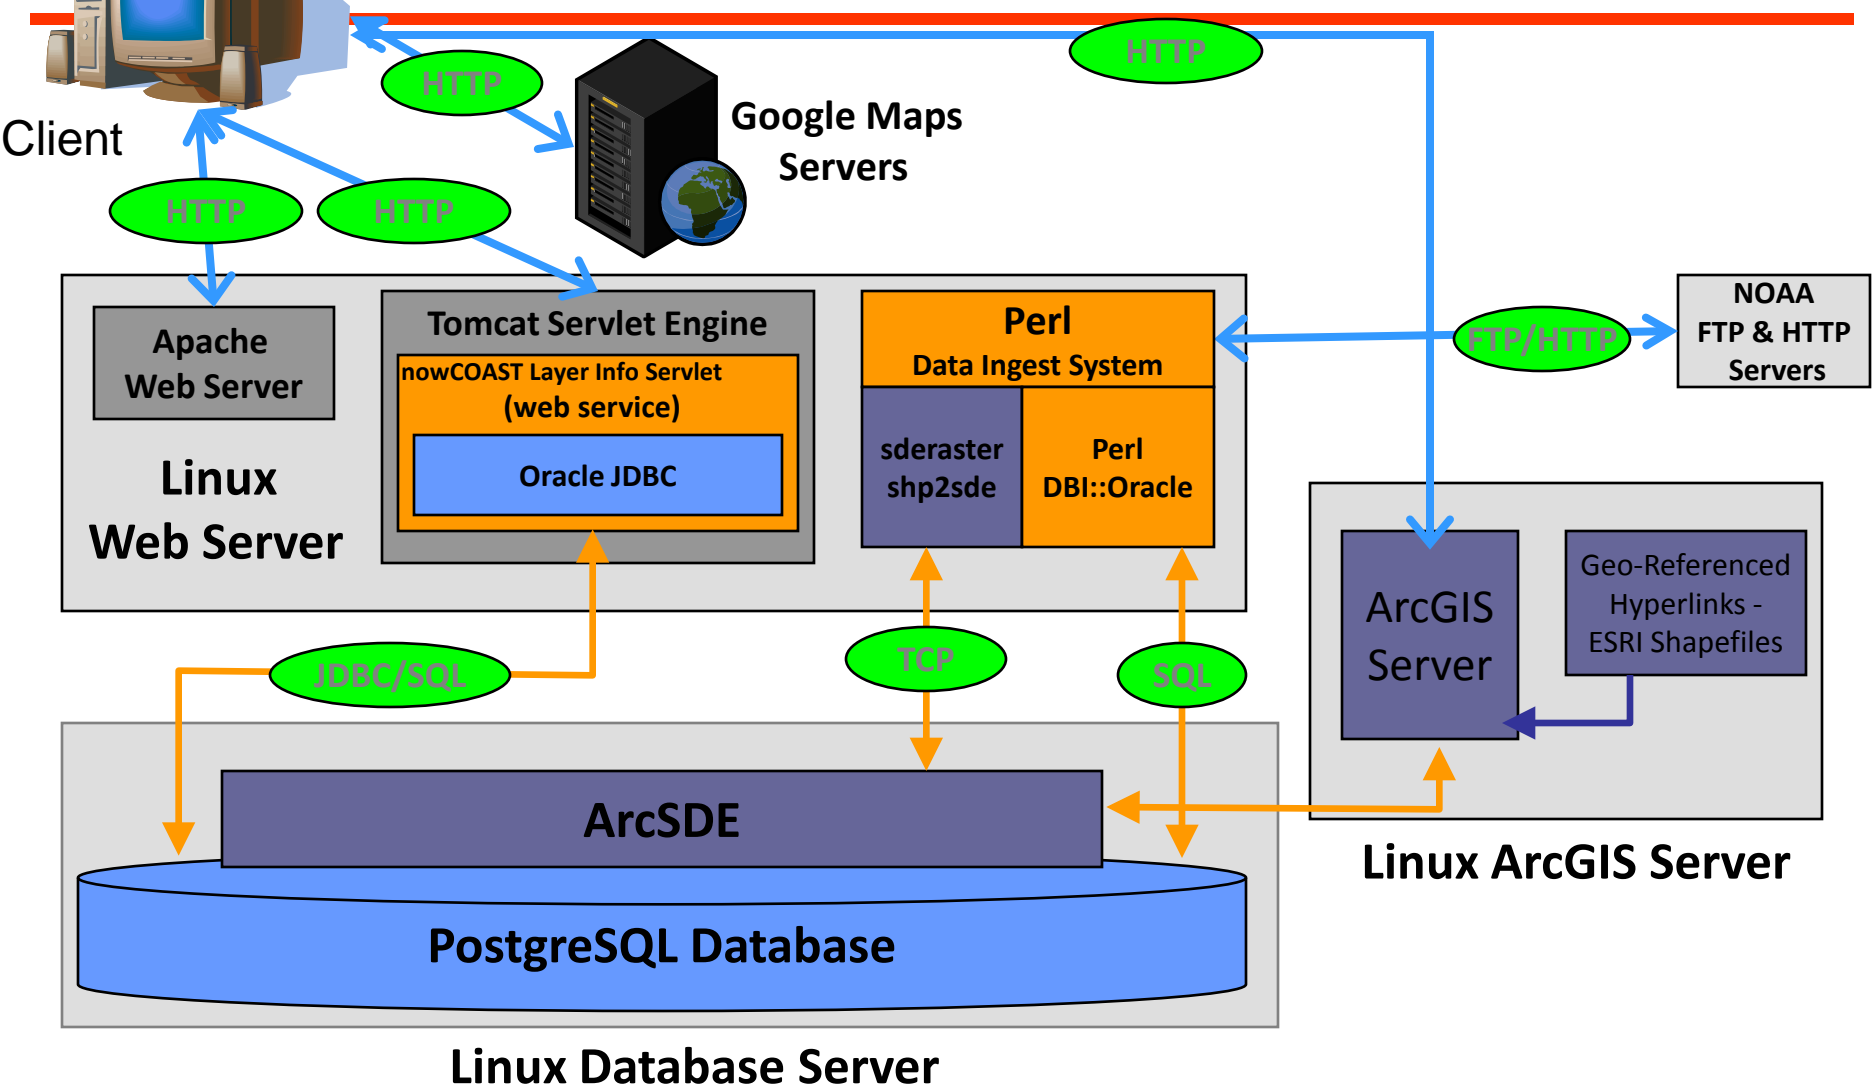 HTTP
HTTP
Client
Google Maps
Servers
HTTP
HTTP
NOAA
FTP & HTTP
Servers
FTP/HTTP
Apache
Web Server
Tomcat Servlet Engine
nowCOAST Layer Info Servlet
(web service)
Oracle JDBC
Perl
Data Ingest System
sderaster
shp2sde
Perl
DBI::Oracle
Linux
Web Server
ArcGIS
Server
Geo-Referenced
Hyperlinks -
ESRI Shapefiles
JDBC/SQL
TCP
SQL
ArcSDE
PostgreSQL Database
Linux ArcGIS Server
Linux Database Server